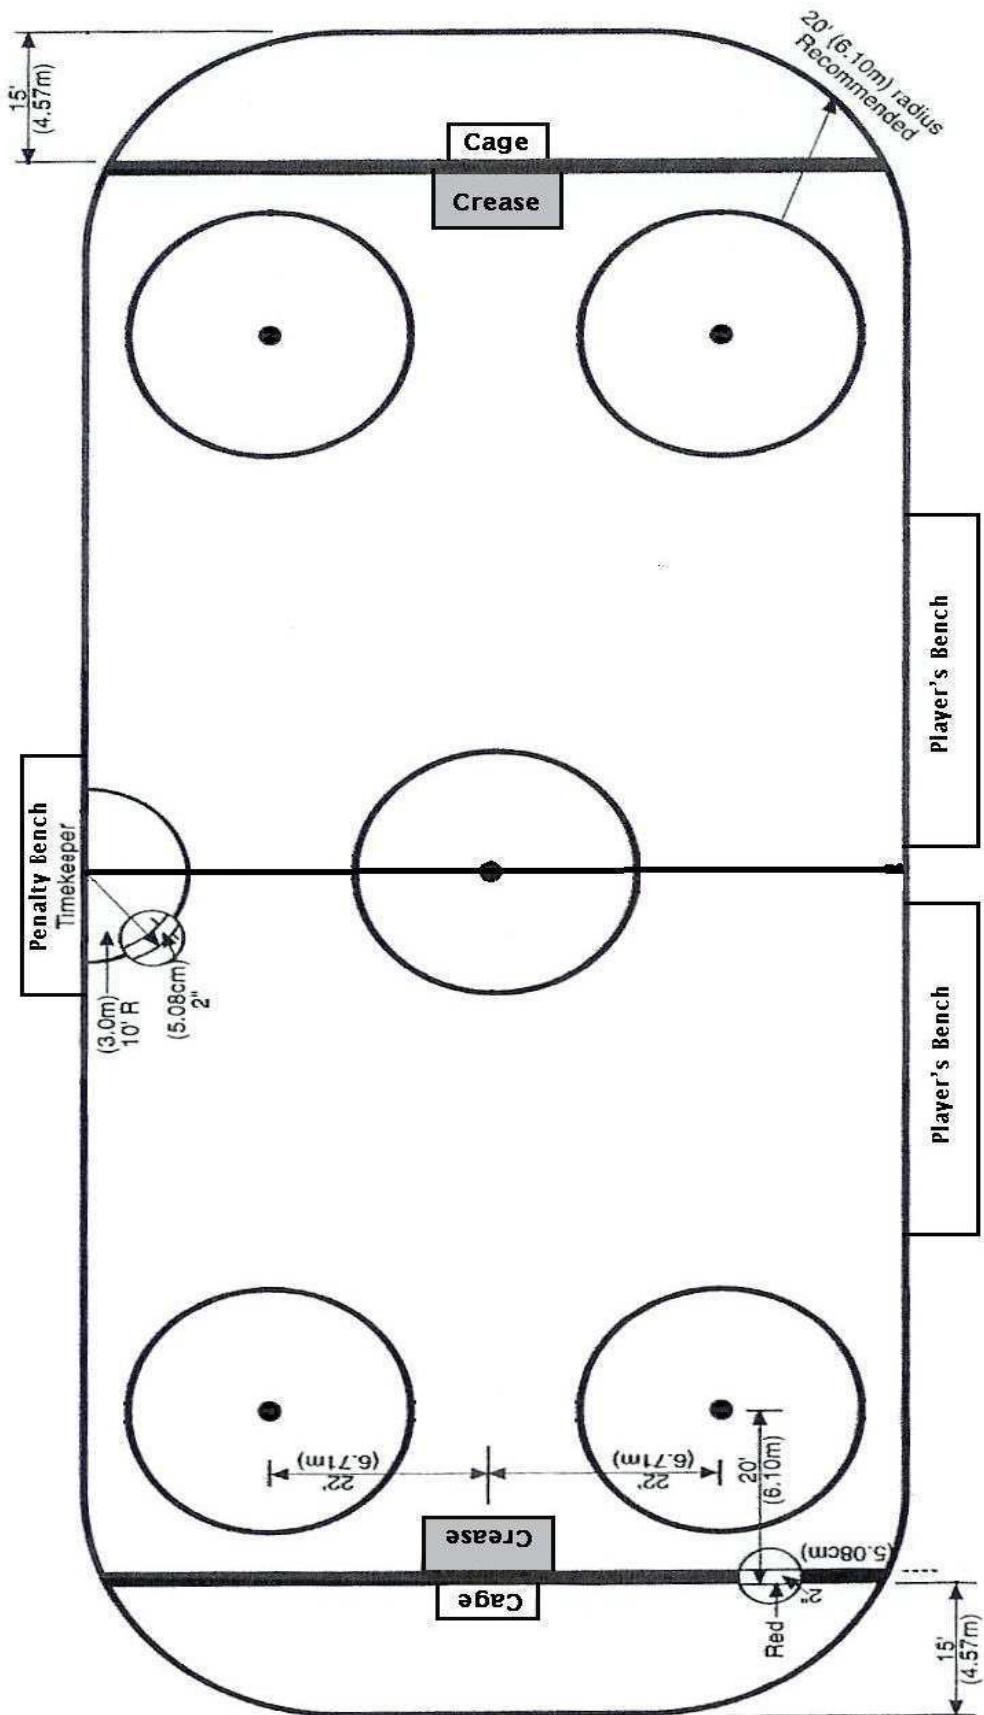 15'
(4.57m)
20' (6.10m) radius
Recommended
Cage
Crease
Player's Bench
Penalty Bench
Timekeeper
(3.0m)
10' R
(5.08cm)
2"
Player's Bench
22'
(6.71m)
22'
(6.71m)
20'
(6.10m)
Crease
Cage
(5.08cm)
2"
Red
15'
(4.57m)